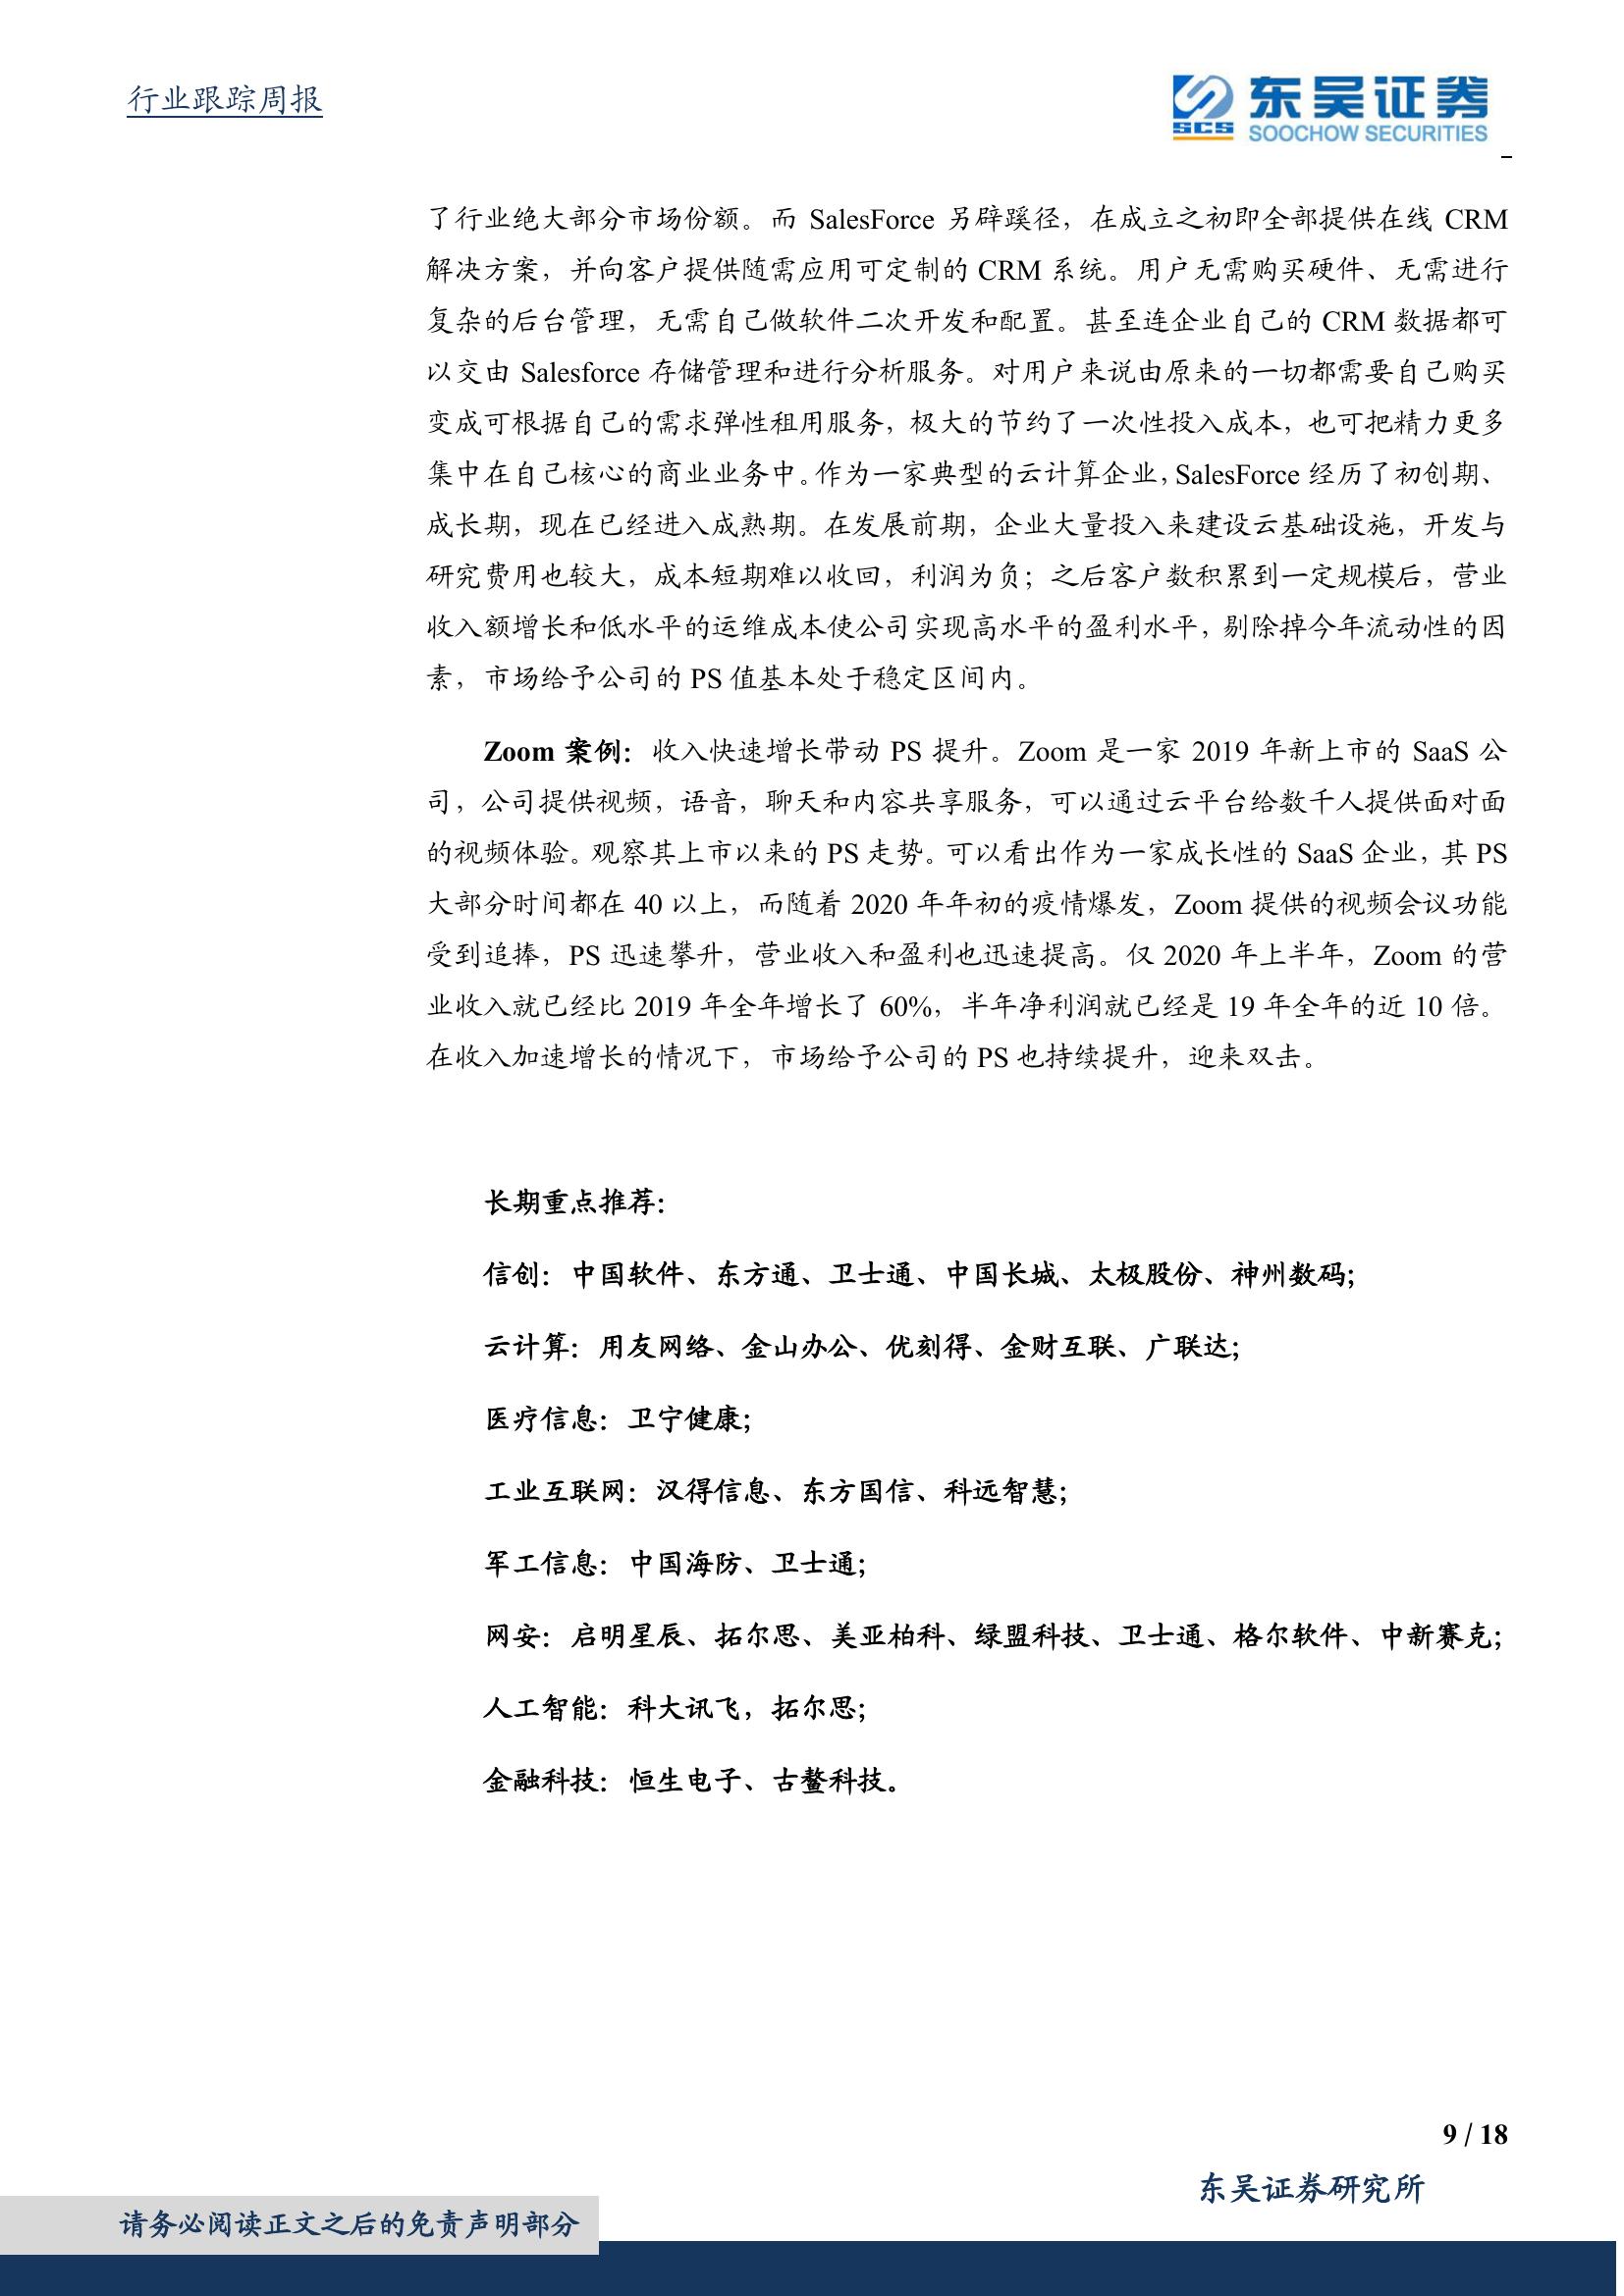 行业跟踪周报
东吴证券
SCS
SOOCHOW SECURITIES
了行业绝大部分市场份额。而 SalesForce 另辟蹊径，在成立之初即全部提供在线 CRM
解决方案，并向客户提供随需应用可定制的 CRM 系统。用户无需购买硬件、无需进行
复杂的后台管理，无需自己做软件二次开发和配置。甚至连企业自己的 CRM 数据都可
以交由 Salesforce 存储管理和进行分析服务。对用户来说由原来的一切都需要自己购买
变成可根据自己的需求弹性租用服务，极大的节约了一次性投入成本，也可把精力更多
集中在自己核心的商业业务中。作为一家典型的云计算企业，SalesForce 经历了初创期、
成长期，现在已经进入成熟期。在发展前期，企业大量投入来建设云基础设施，开发与
研究费用也较大，成本短期难以收回，利润为负；之后客户数积累到一定规模后，营业
收入额增长和低水平的运维成本使公司实现高水平的盈利水平，剔除掉今年流动性的因
素，市场给予公司的 PS 值基本处于稳定区间内。
Zoom 案例：收入快速增长带动 PS 提升。Zoom 是一家 2019 年新上市的 SaaS 公
司，公司提供视频，语音，聊天和内容共享服务，可以通过云平台给数千人提供面对面
的视频体验。观察其上市以来的 PS 走势。可以看出作为一家成长性的 SaaS 企业，其 PS
大部分时间都在 40 以上，而随着 2020 年年初的疫情爆发，Zoom 提供的视频会议功能
受到追捧，PS 迅速攀升，营业收入和盈利也迅速提高。仅 2020 年上半年，Zoom 的营
业收入就已经比 2019 年全年增长了 60%，半年净利润就已经是 19 年全年的近 10 倍。
在收入加速增长的情况下，市场给予公司的 PS 也持续提升，迎来双击。
长期重点推荐：
信创：中国软件、东方通、卫士通、中国长城、太极股份、神州数码；
云计算：用友网络、金山办公、优刻得、金财互联、广联达；
医疗信息：卫宁健康；
工业互联网：汉得信息、东方国信、科远智慧；
军工信息：中国海防、卫士通；
网安：启明星辰、拓尔思、美亚柏科、绿盟科技、卫士通、格尔软件、中新赛克；
人工智能：科大讯飞，拓尔思；
金融科技：恒生电子、古鳌科技。
9 / 18
东吴证券研究所
请务必阅读正文之后的免责声明部分